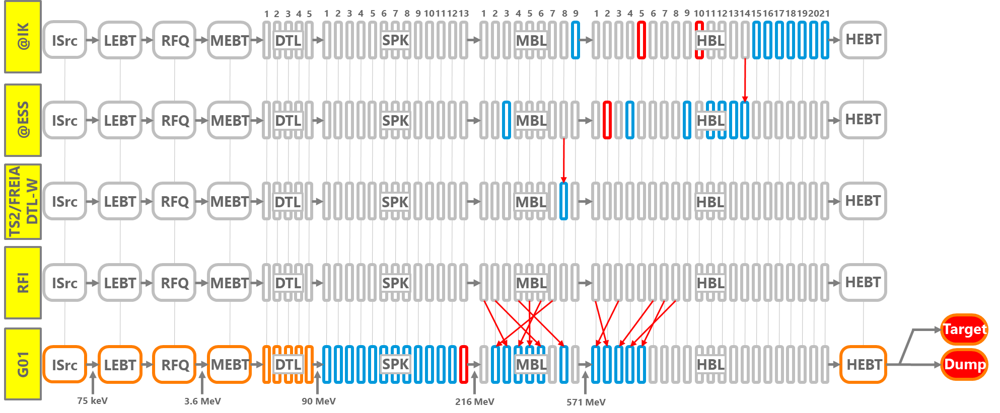 1 2 3 4 5 1 2 3 4 5 6 7 8 9 10 11 12 13 1 2 3 4 5 6 7 8 9 1 2 3 4 5 6 7 8 9 10 11 12 13 14 15 16 17 18 19 20 21
@IK ISrc LEBT RFQ MEBT DTL SPK MBL HBL HEBT
@ESS ISrc LEBT RFQ MEBT DTL SPK MBL HBL HEBT
TS2/FREIA
DTL-W
ISrc LEBT RFQ MEBT DTL SPK MBL HBL HEBT
RFI ISrc LEBT RFQ MEBT DTL SPK MBL HBL HEBT
Target
G01 ISrc LEBT RFQ MEBT DTL SPK MBL HBL HEBT Dump
75 keV 3.6 MeV 90 MeV 216 MeV 571 MeV